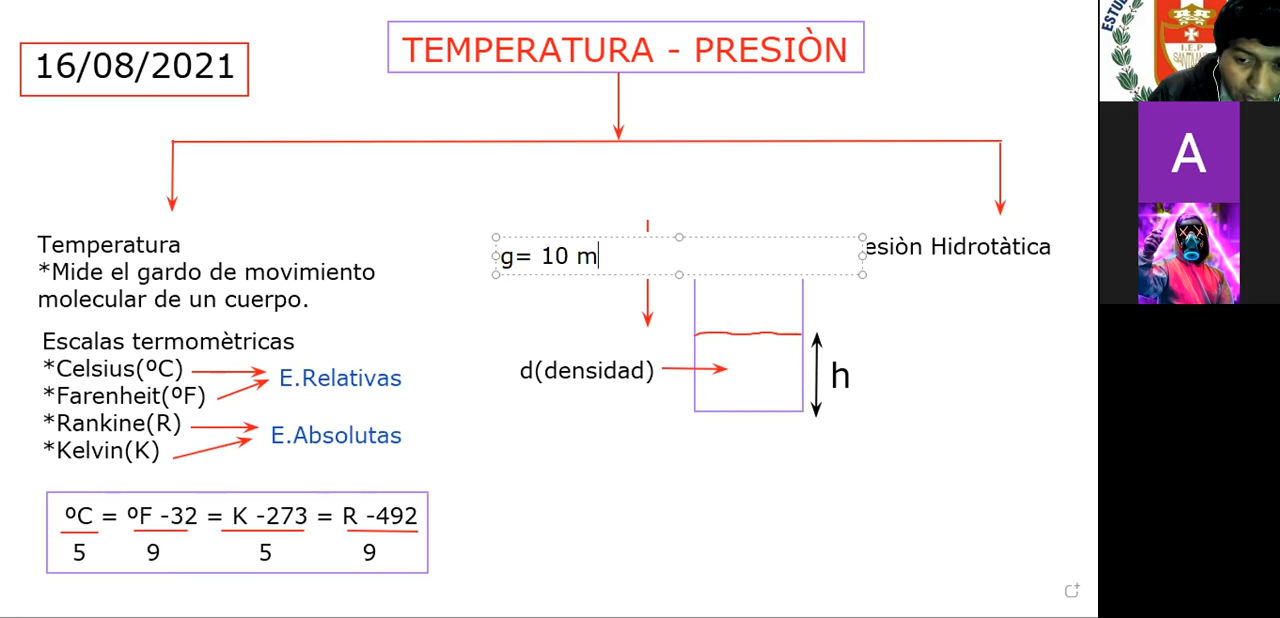 16/08/2021
TEMPERATURA - PRESIÒN
Temperatura
*Mide el gardo de movimiento
molecular de un cuerpo.
Escalas termomètricas
*Celsius(ºC)
*Farenheit(ºF)
E.Relativas
*Rankine(R)
*Kelvin(K)
E.Absolutas
ºC = ºF -32 = K -273 = R -492
5 9 5 9
g= 10 m
esiòn Hidrotàtica
d(densidad)
h
ESTU
I.E.P
A